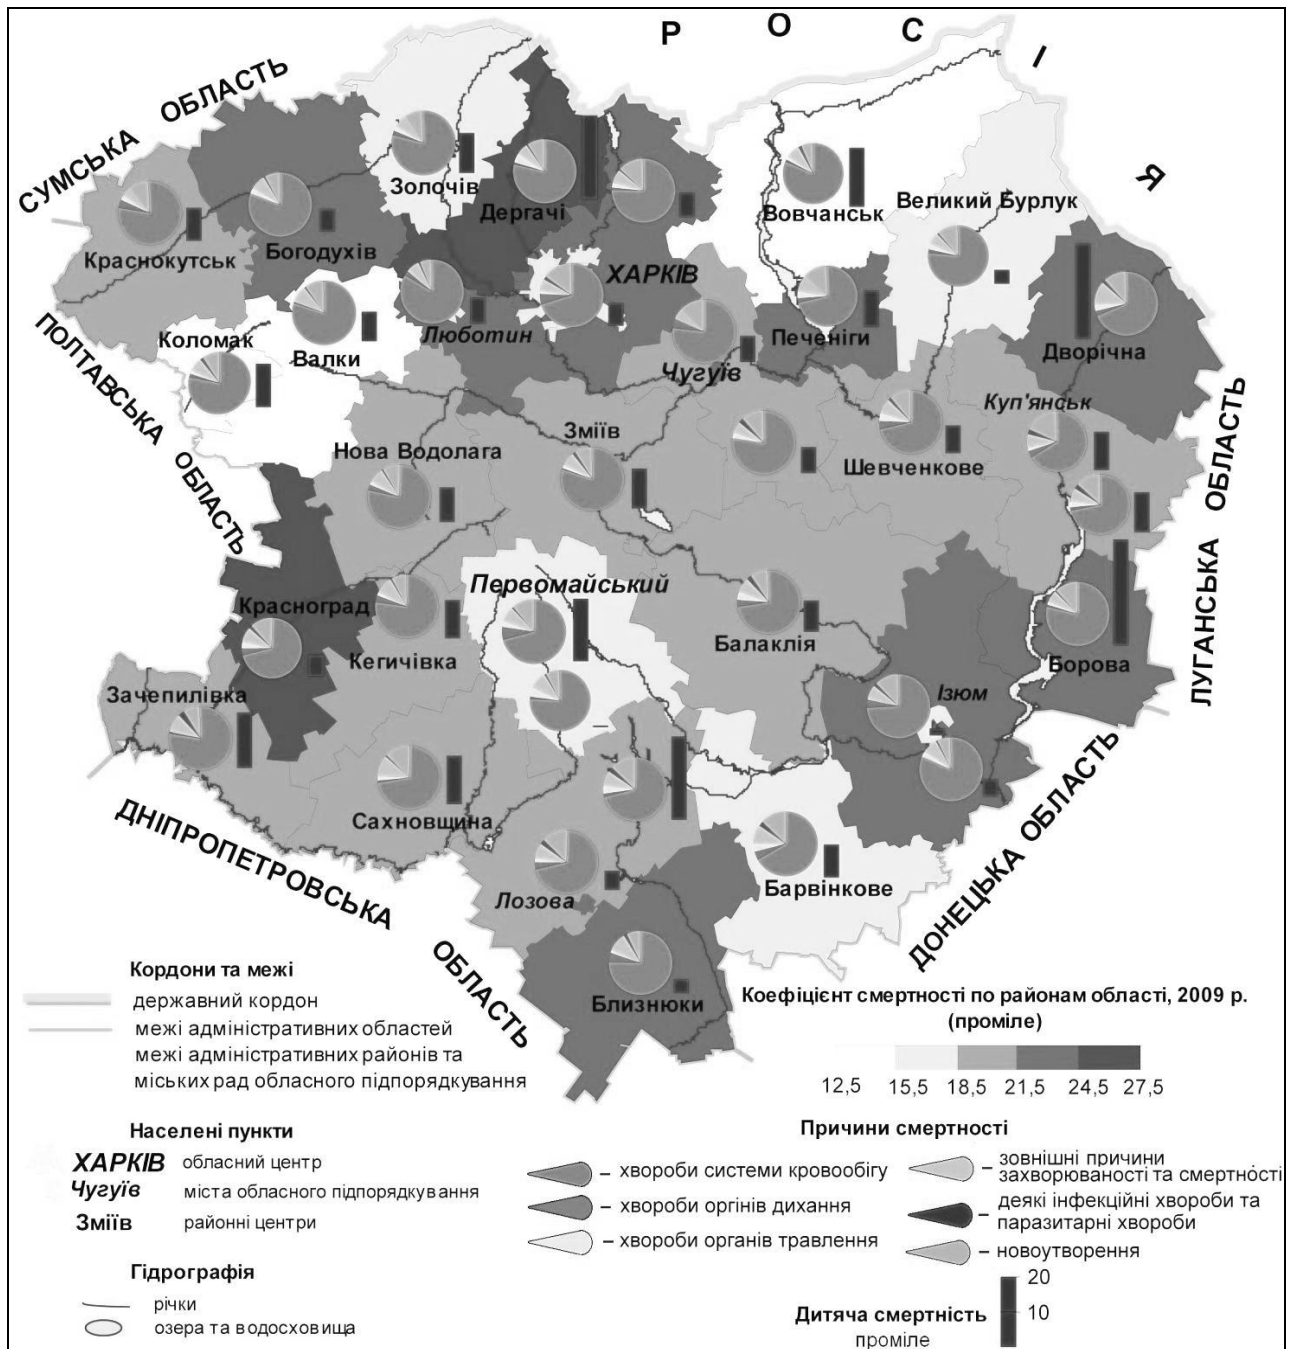 Р О С І Я
СУМСЬКА ОБЛАСТЬ
ПОЛТАВСЬКА ОБЛАСТЬ
ДНІПРОПЕТРОВСЬКА ОБЛАСТЬ
ДОНЕЦЬКА ОБЛАСТЬ
ЛУГАНСЬКА ОБЛАСТЬ
Золочів
Дергачі
Вовчанськ
Великий Бурлук
Краснокутськ
Богодухів
ХАРКІВ
Люботин
Печеніги
Дворічна
Коломак
Валки
Чугуїв
Куп'янськ
Нова Водолага
Зміїв
Шевченкове
Первомайський
Красноград
Кегичівка
Балаклія
Борова
Зачепилівка
Ізюм
Сахновщина
Лозова
Барвінкове
Близнюки
Кордони та межі
державний кордон
межі адміністративних областей
межі адміністративних районів та
міських рад обласного підпорядкування
Населені пункти
ХАРКІВ обласний центр
Чугуїв міста обласного підпорядкування
Зміїв районні центри
Гідрографія
річки
озера та водосховища
Коефіцієнт смертності по районам області, 2009 р.
(проміле)
12,5 15,5 18,5 21,5 24,5 27,5
Причини смертності
– хвороби системи кровообігу
– хвороби оргінів дихання
– хвороби органів травлення
– зовнішні причини
захворюваності та смертності
– деякі інфекційні хвороби та
паразитарні хвороби
– новоутворення
Дитяча смертність
проміле
20
10